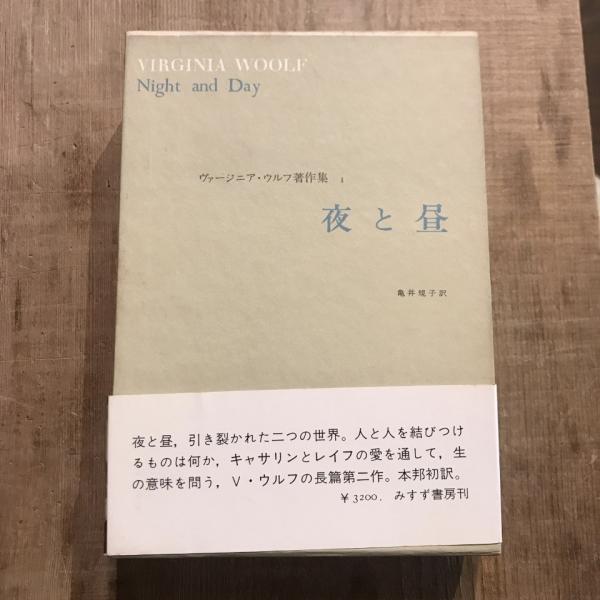 VIRGINIA WOOLF
Night and Day
ヴァージニア・ウルフ著作集 1
夜と昼
亀井規子訳
夜と昼，引き裂かれた二つの世界。人と人を結びつけ
るものは何か，キャサリンとレイフの愛を通して，生
の意味を問う，V・ウルフの長篇第二作。本邦初訳。
￥3200. みすず書房刊